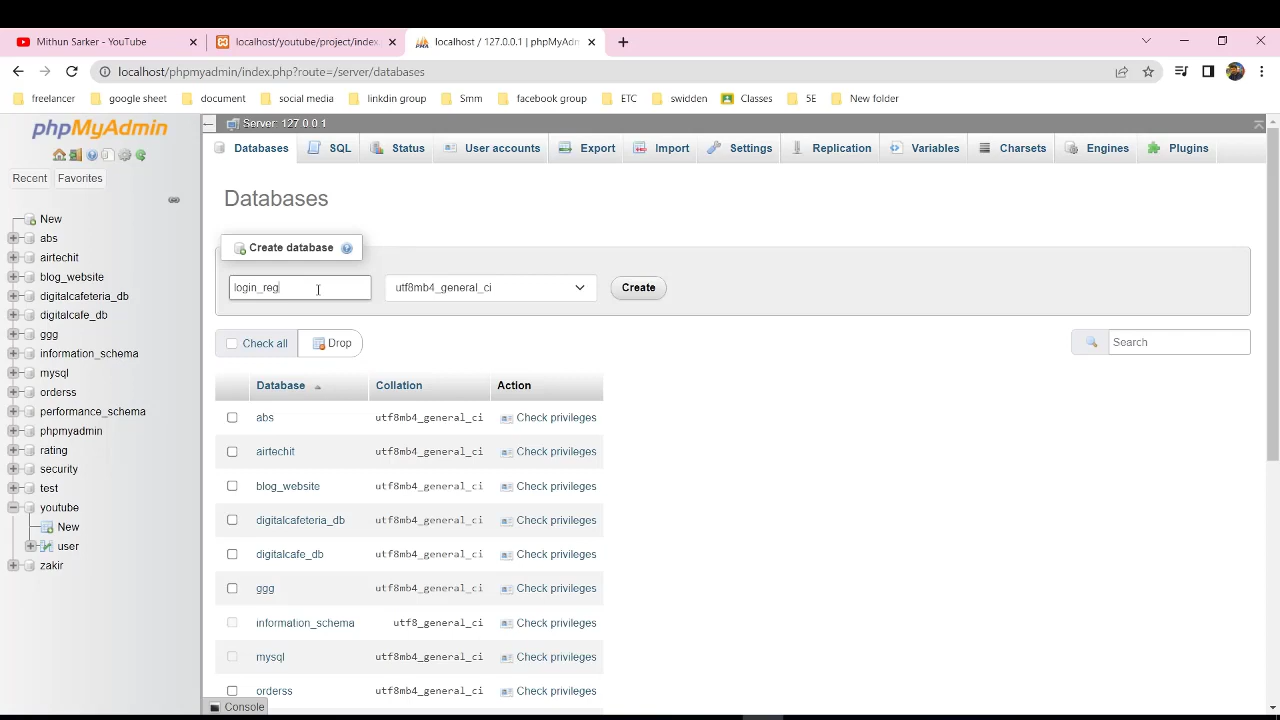 Mithun Sarker - YouTube
localhost/youtube/project/index
localhost / 127.0.0.1 | phpMyAdm
localhost/phpmyadmin/index.php?route=/server/databases
freelancer google sheet document social media linkdin group Smm facebook group ETC swidden Classes 5E New folder
phpMyAdmin
Server: 127 0 0 1
Databases SQL Status User accounts Export Import Settings Replication Variables Charsets Engines Plugins
Recent Favorites
New
abs
airtechit
blog_website
digitalcafeteria_db
digitalcafe_db
ggg
information_schema
mysql
orderss
performance_schema
phpmyadmin
rating
security
test
youtube
New
user
zakir
Databases
Create database
login_reg utf8mb4_general_ci Create
Check all Drop Search
Database Collation Action
abs utf8mb4_general_ci Check privileges
airtechit utf8mb4_general_ci Check privileges
blog_website utf8mb4_general_ci Check privileges
digitalcafeteria_db utf8mb4_general_ci Check privileges
digitalcafe_db utf8mb4_general_ci Check privileges
ggg utf8mb4_general_ci Check privileges
information_schema utf8_general_ci Check privileges
mysql utf8mb4_general_ci Check privileges
orderss utf8mb4_general_ci Check privileges
Console